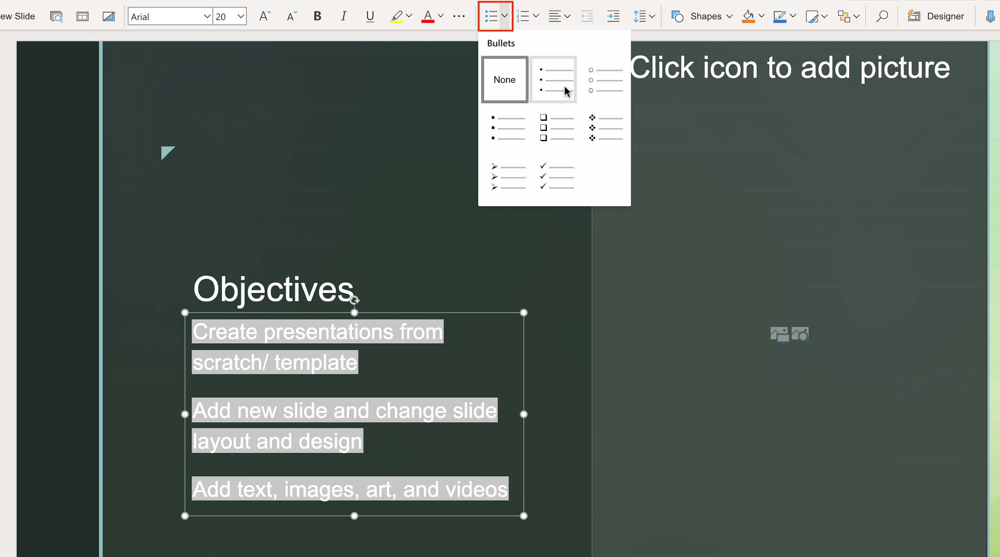 ew Slide
Arial
20
B
I
U
A
Shapes
Designer
Bullets
None
Click icon to add picture
Objectives
Create presentations from
scratch/ template
Add new slide and change slide
layout and design
Add text, images, art, and videos